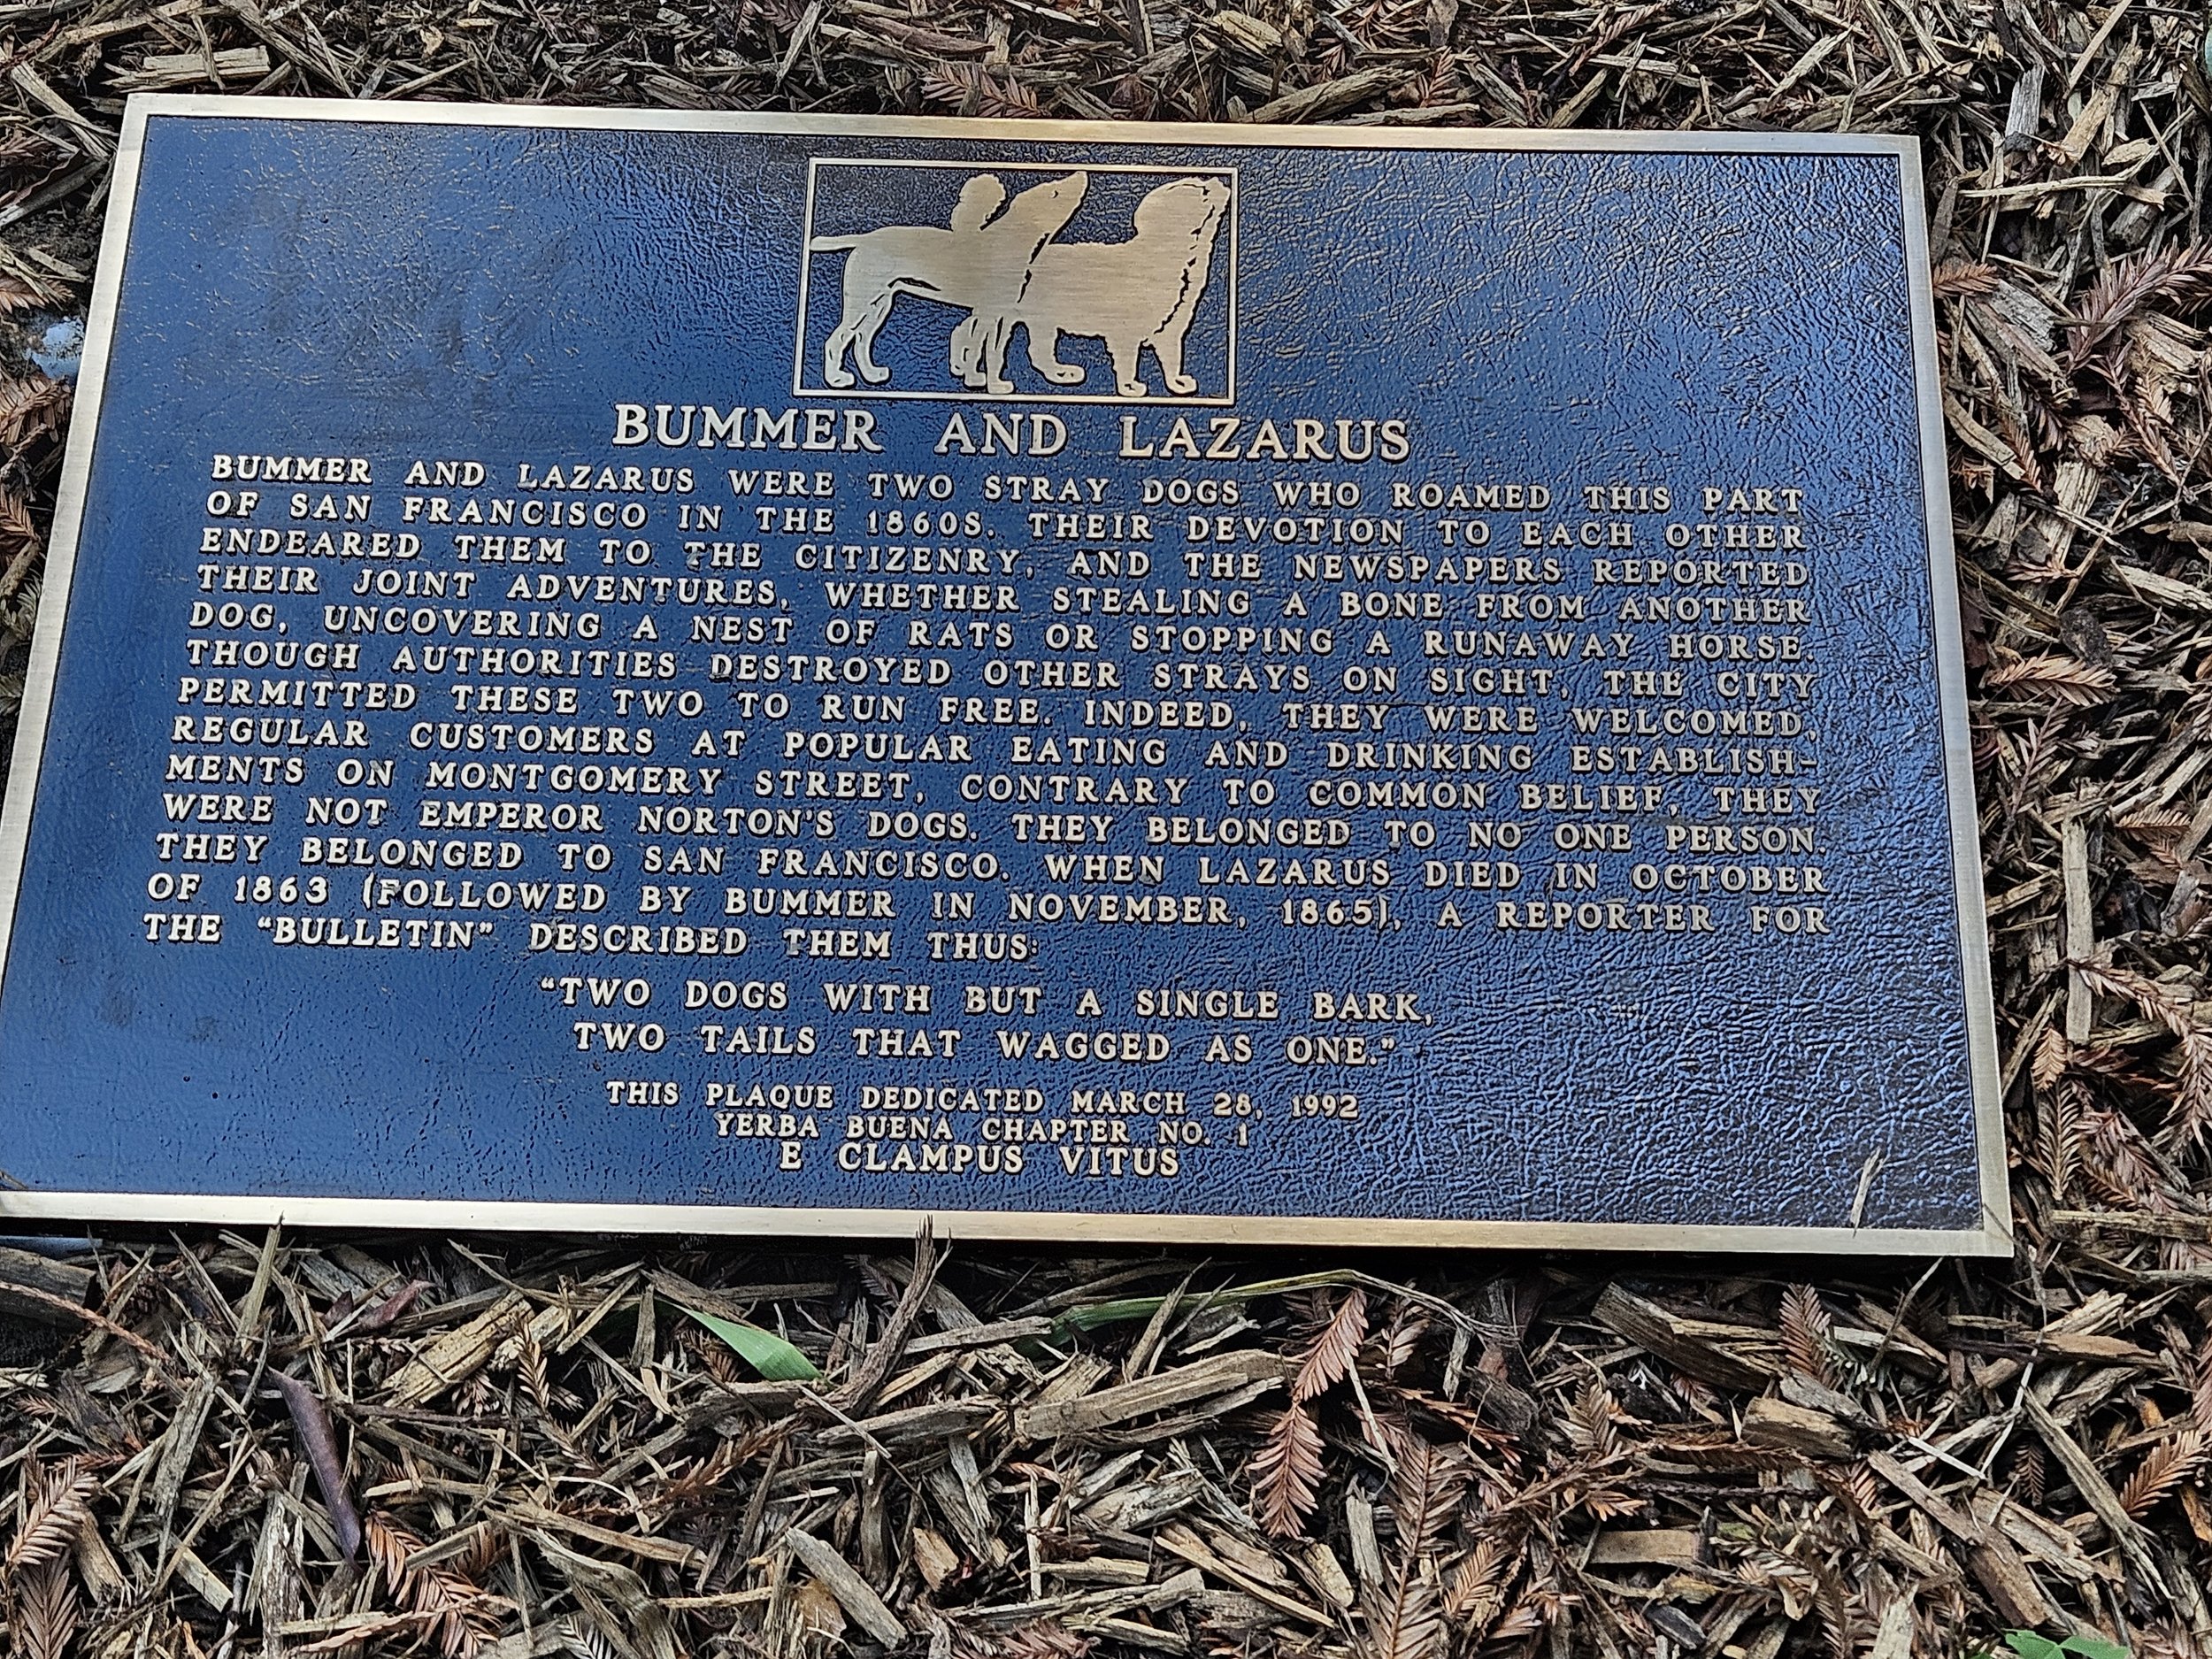 BUMMER AND LAZARUS
BUMMER AND LAZARUS WERE TWO STRAY DOGS WHO ROAMED THIS PART
OF SAN FRANCISCO IN THE 1860S. THEIR DEVOTION TO EACH OTHER
ENDEARED THEM TO THE CITIZENRY, AND THE NEWSPAPERS REPORTED
THEIR JOINT ADVENTURES, WHETHER STEALING A BONE FROM ANOTHER
DOG, UNCOVERING A NEST OF RATS OR STOPPING A RUNAWAY HORSE.
THOUGH AUTHORITIES DESTROYED OTHER STRAYS ON SIGHT, THE CITY
PERMITTED THESE TWO TO RUN FREE. INDEED, THEY WERE WELCOMED,
REGULAR CUSTOMERS AT POPULAR EATING AND DRINKING ESTABLISH-
MENTS ON MONTGOMERY STREET, CONTRARY TO COMMON BELIEF, THEY
WERE NOT EMPEROR NORTON'S DOGS. THEY BELONGED TO NO ONE PERSON.
THEY BELONGED TO SAN FRANCISCO. WHEN LAZARUS DIED IN OCTOBER
OF 1863 (FOLLOWED BY BUMMER IN NOVEMBER, 1865), A REPORTER FOR
THE "BULLETIN" DESCRIBED THEM THUS:
"TWO DOGS WITH BUT A SINGLE BARK,
TWO TAILS THAT WAGGED AS ONE."
THIS PLAQUE DEDICATED MARCH 28, 1992
YERBA BUENA CHAPTER NO. 1
E CLAMPUS VITUS